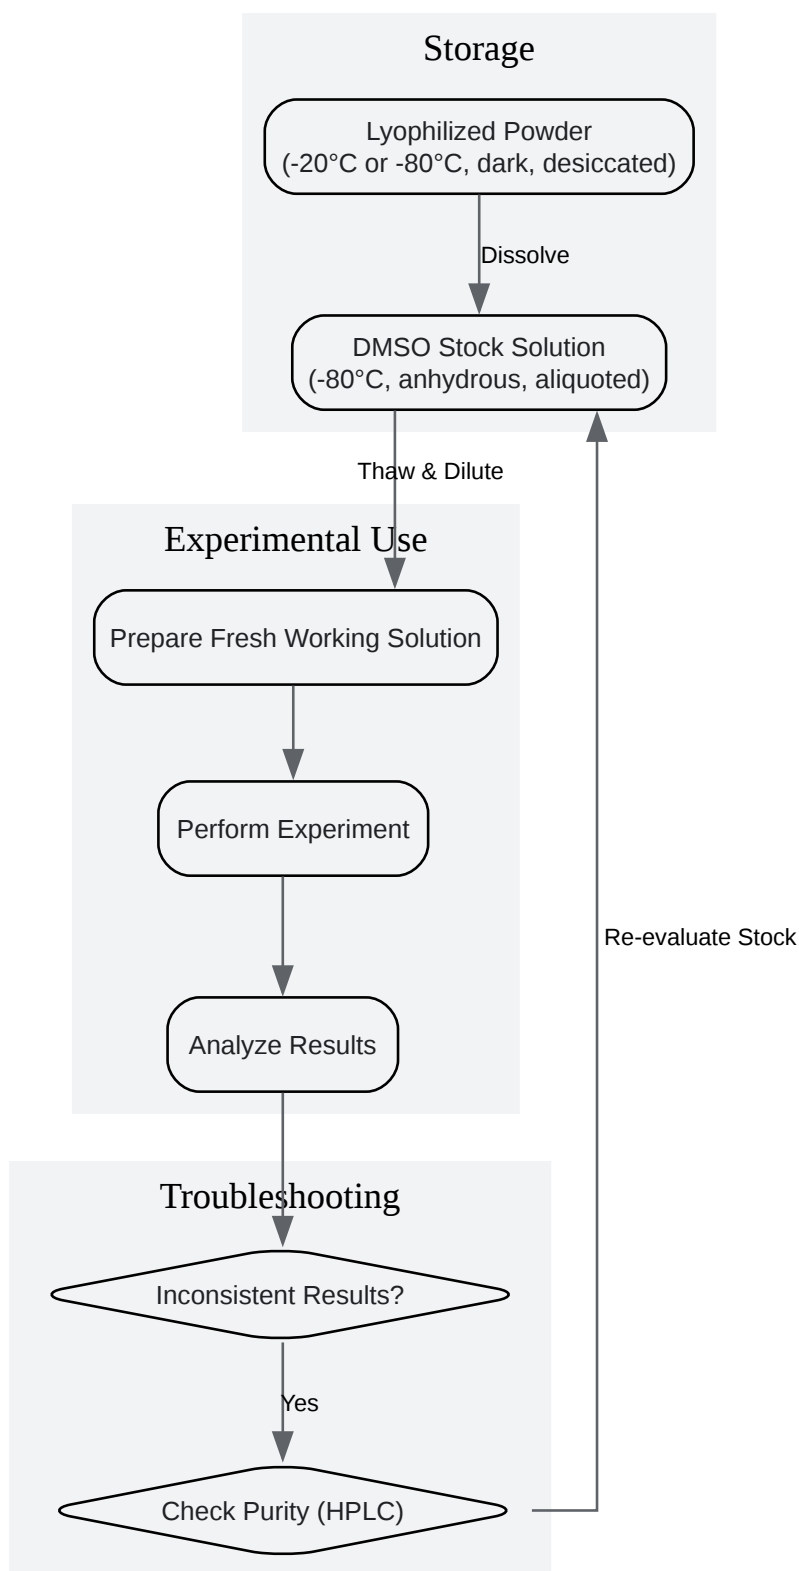 Storage
Lyophilized Powder
(-20°C or -80°C, dark, desiccated)
Dissolve
DMSO Stock Solution
(-80°C, anhydrous, aliquoted)
Thaw & Dilute
Experimental Use
Prepare Fresh Working Solution
Perform Experiment
Re-evaluate Stock
Analyze Results
Troubleshooting
Inconsistent Results?
Yes
Check Purity (HPLC)